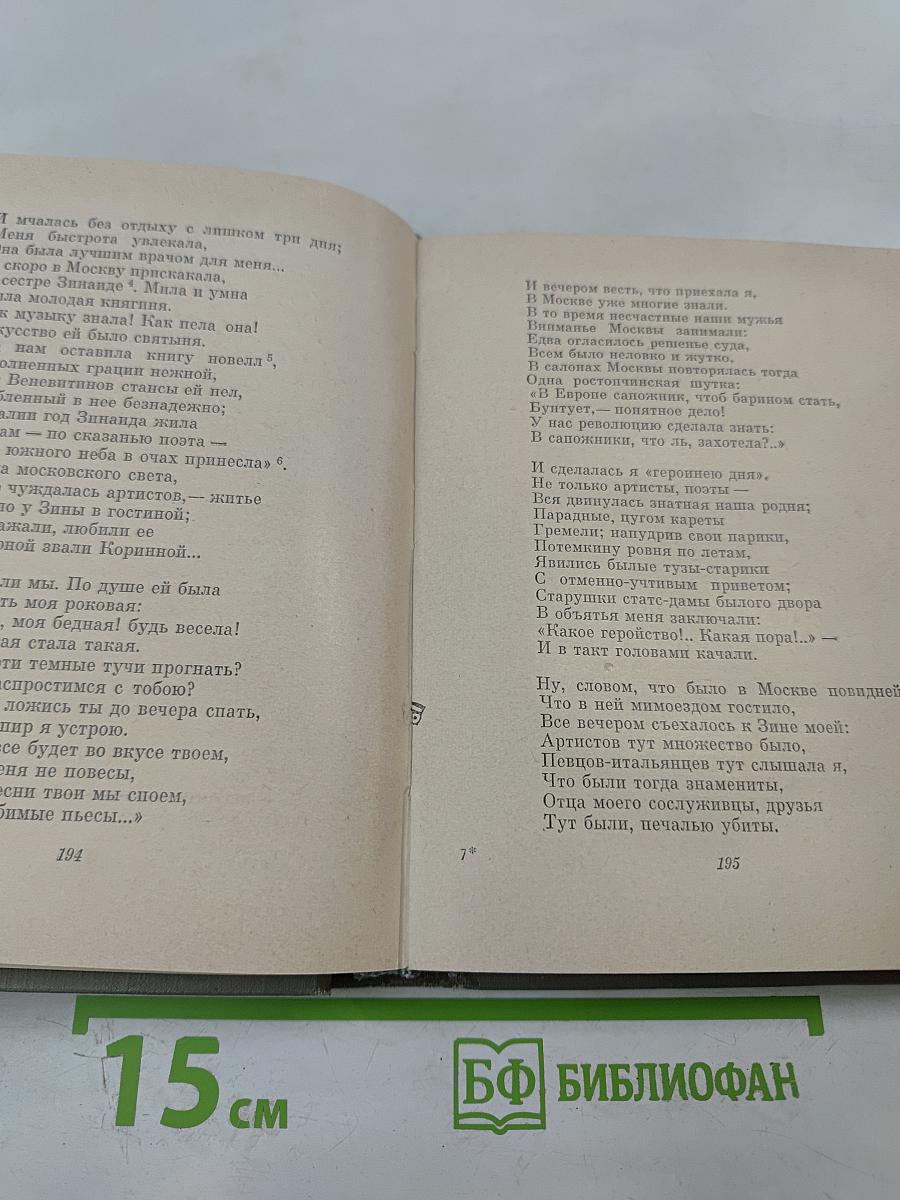 И мчалась без отдыху с лишком три дня;
Меня быстрота увлекала,
Она была лучшим врачом для меня...
скоро в Москву прискакала,
сестре Зинаиде 4. Мила и умна
ыла молодая княгиня.
к музыку знала! Как пела она!
кусство ей было святыня.
нам оставила книгу новелл 5,
олненных грации нежной,
Веневитинов стансы ей пел,
бленный в нее безнадежно;
алии год Зинаида жила
ам — по сказанью поэта —
южного неба в очах принесла» 6.
а московского света,
чуждалась артистов,— житье
ло у Зины в гостиной;
ажали, любили ее
рной звали Коринной...
ли мы. По душе ей была
ть моя роковая:
, моя бедная! будь весела!
ая стала такая.
эти темные тучи прогнать?
аспростимся с тобою?
ложись ты до вечера спать,
пир я устрою.
все будет во вкусе твоем,
еня не повесы,
есни твои мы споем,
бимые пьесы...»
194
И вечером весть, что приехала я,
В Москве уже многие знали.
В то время несчастные наши мужья
Вниманье Москвы занимали:
Едва огласилось решенье суда,
Всем было неловко и жутко,
В салонах Москвы повторялась тогда
Одна ростопчинская шутка:
«В Европе сапожник, чтоб барином стать,
Бунтует,— понятное дело!
У нас революцию сделала знать:
В сапожники, что ль, захотела?..»
И сделалась я «героинею дня».
Не только артисты, поэты —
Вся двинулась знатная наша родня;
Парадные, цугом кареты
Гремели; напудрив свои парики,
Потемкину ровня по летам,
Явились былые тузы-старики
С отменно-учтивым приветом;
Старушки статс-дамы былого двора
В объятья меня заключали:
«Какое геройство!.. Какая пора!..» —
И в такт головами качали.
Ну, словом, что было в Москве повидней
Что в ней мимоездом гостило,
Все вечером съехалось к Зине моей:
Артистов тут множество было,
Певцов-итальянцев тут слышала я,
Что были тогда знамениты,
Отца моего сослуживцы, друзья
Тут были, печалью убиты.
7*
195
15 см
БФ БИБЛИОФАН